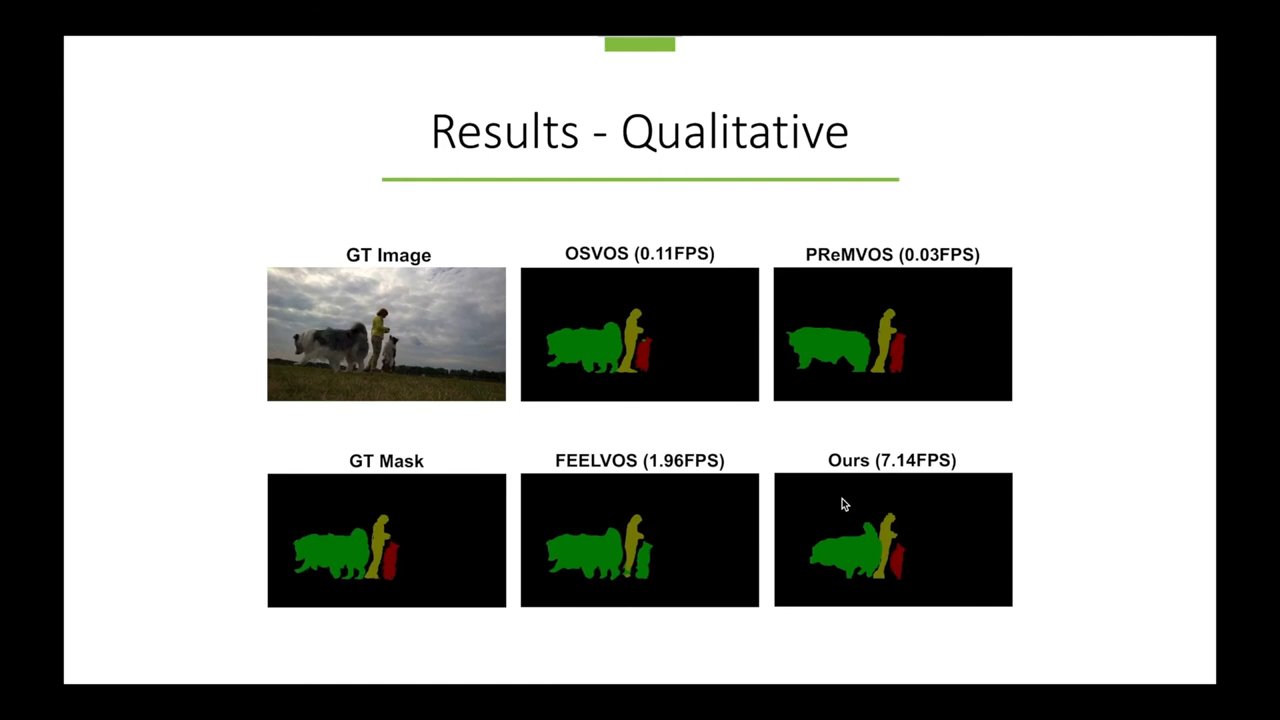 Results - Qualitative
GT Image
OSVOS (0.11FPS)
PReMVOS (0.03FPS)
GT Mask
FEELVOS (1.96FPS)
Ours (7.14FPS)